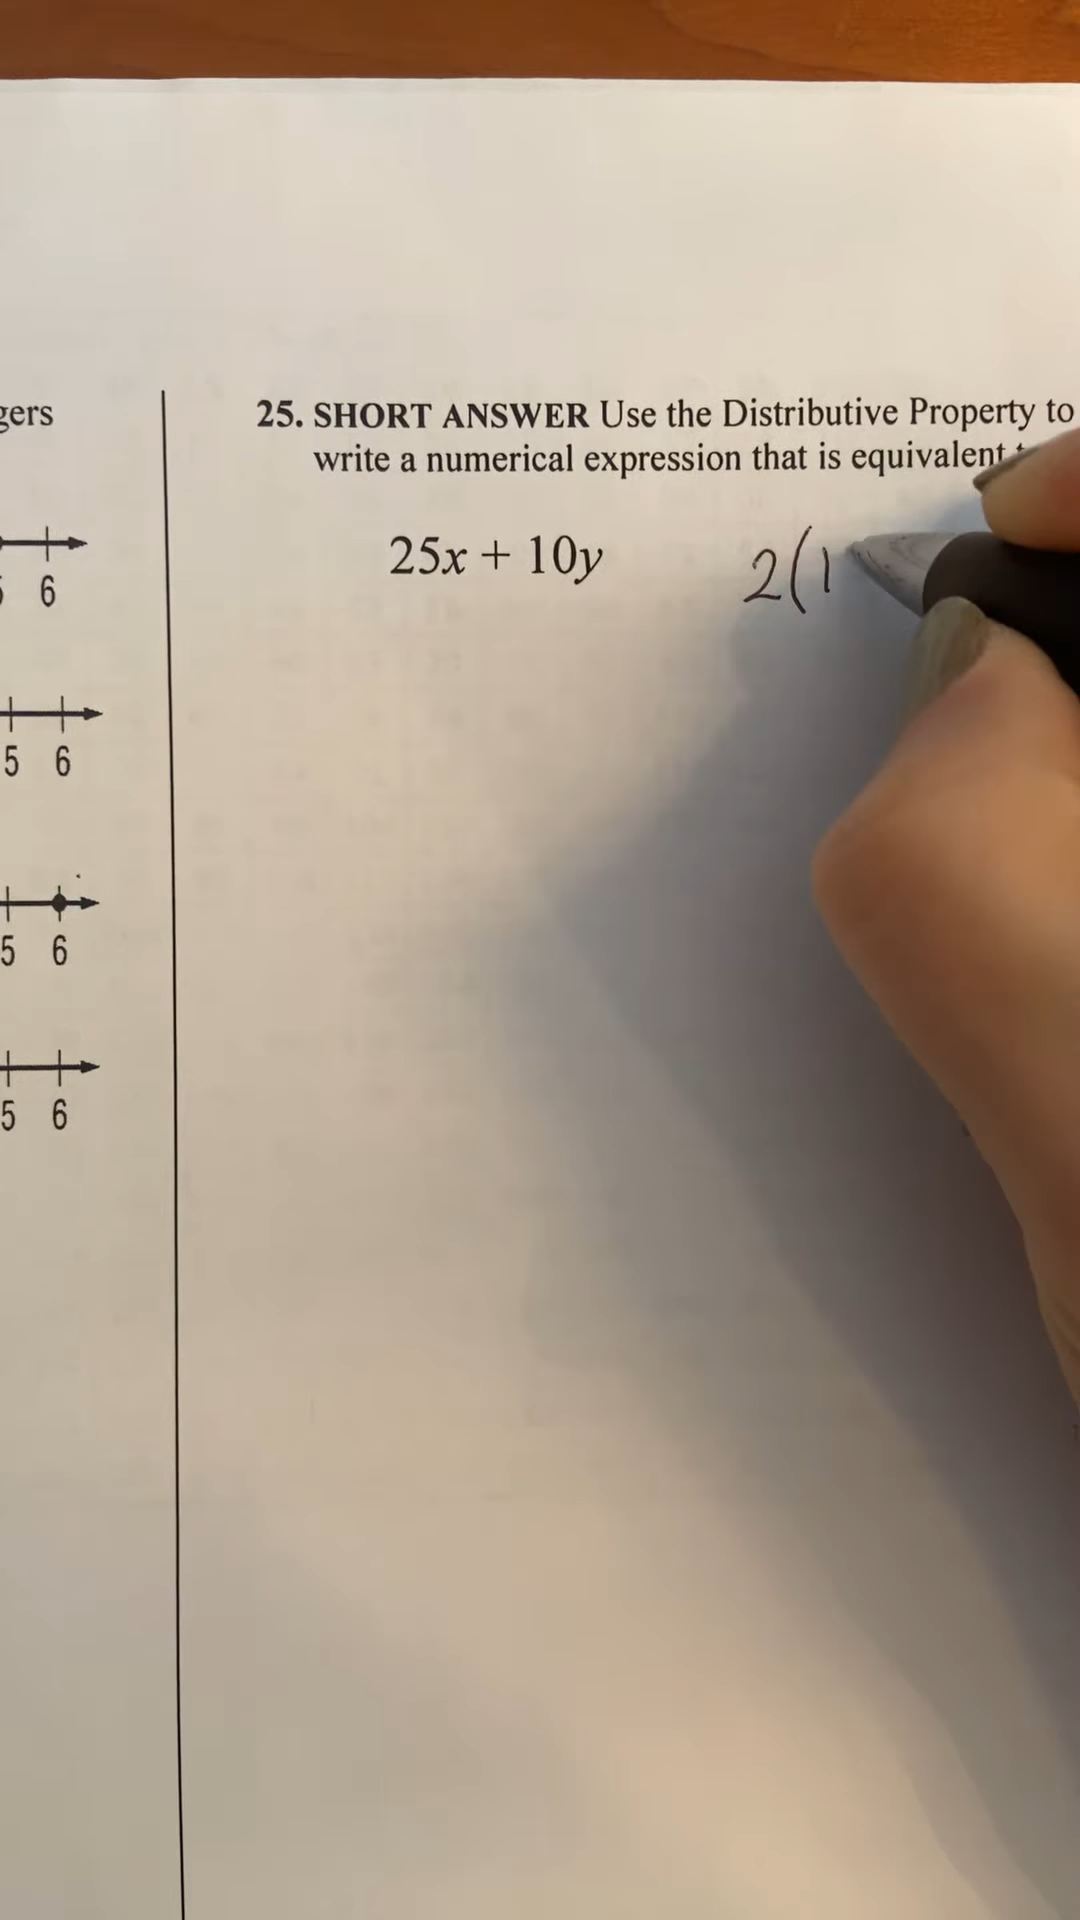 gers
25. SHORT ANSWER Use the Distributive Property to
write a numerical expression that is equivalent
25x + 10y
2(1
6
5 6
5 6
5 6